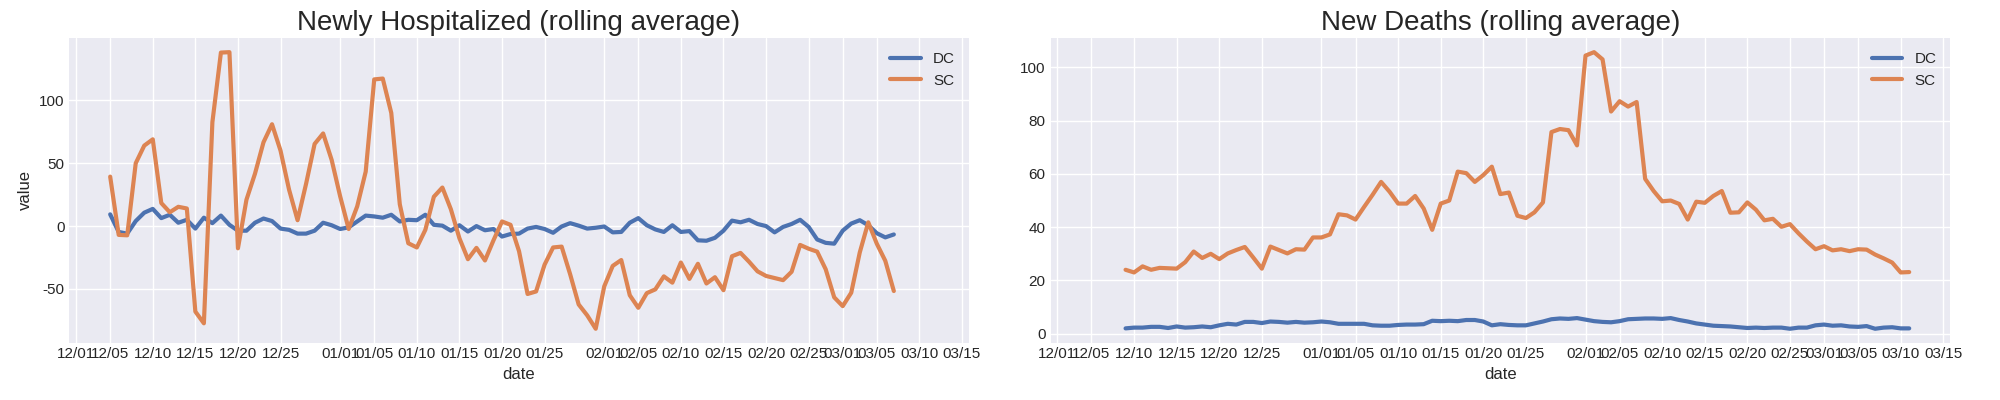 Newly Hospitalized (rolling average)
DC
SC
100
50
0
-50
value
12/01 12/05 12/10 12/15 12/20 12/25 01/01 01/05 01/10 01/15 01/20 01/25 02/01 02/05 02/10 02/15 02/20 02/25 03/01 03/05 03/10 03/15
date
New Deaths (rolling average)
DC
SC
100
80
60
40
20
0
12/01 12/05 12/10 12/15 12/20 12/25 01/01 01/05 01/10 01/15 01/20 01/25 02/01 02/05 02/10 02/15 02/20 02/25 03/01 03/05 03/10 03/15
date